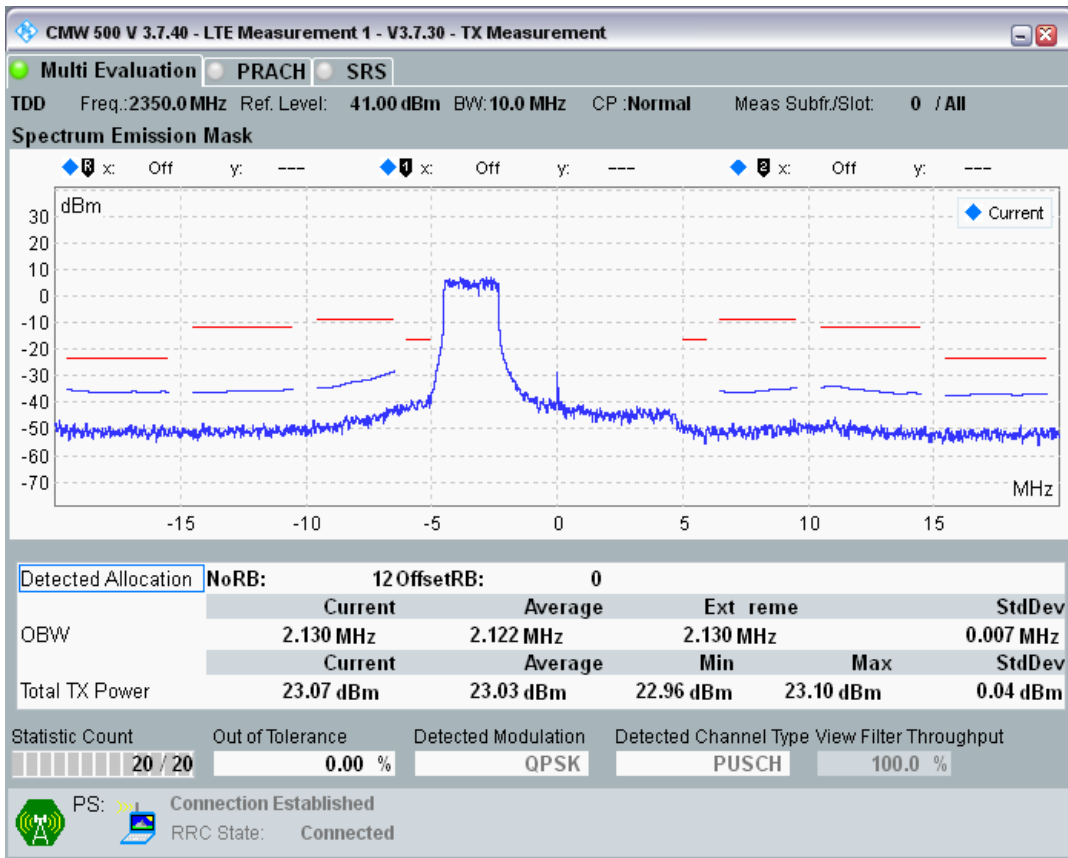 CMW 500 V 3.7.40 - LTE Measurement 1 - V3.7.30 - TX Measurement
Multi Evaluation PRACH SRS
TDD Freq.:2350.0 MHz Ref. Level: 41.00 dBm BW:10.0 MHz CP :Normal Meas Subfr./Slot: 0 / All
Spectrum Emission Mask
R x: Off y: --- 1 x: Off y: --- 2 x: Off y: ---
dBm
Current
30
20
10
0
-10
-20
-30
-40
-50
-60
-70
MHz
-15 -10 -5 0 5 10 15
Detected Allocation NoRB: 12 OffsetRB: 0
Current Average Ext reme StdDev
OBW 2.130 MHz 2.122 MHz 2.130 MHz 0.007 MHz
Current Average Min Max StdDev
Total TX Power 23.07 dBm 23.03 dBm 22.96 dBm 23.10 dBm 0.04 dBm
Statistic Count Out of Tolerance Detected Modulation Detected Channel Type View Filter Throughput
20 / 20 0.00 % QPSK PUSCH 100.0 %
PS: Connection Established
RRC State: Connected